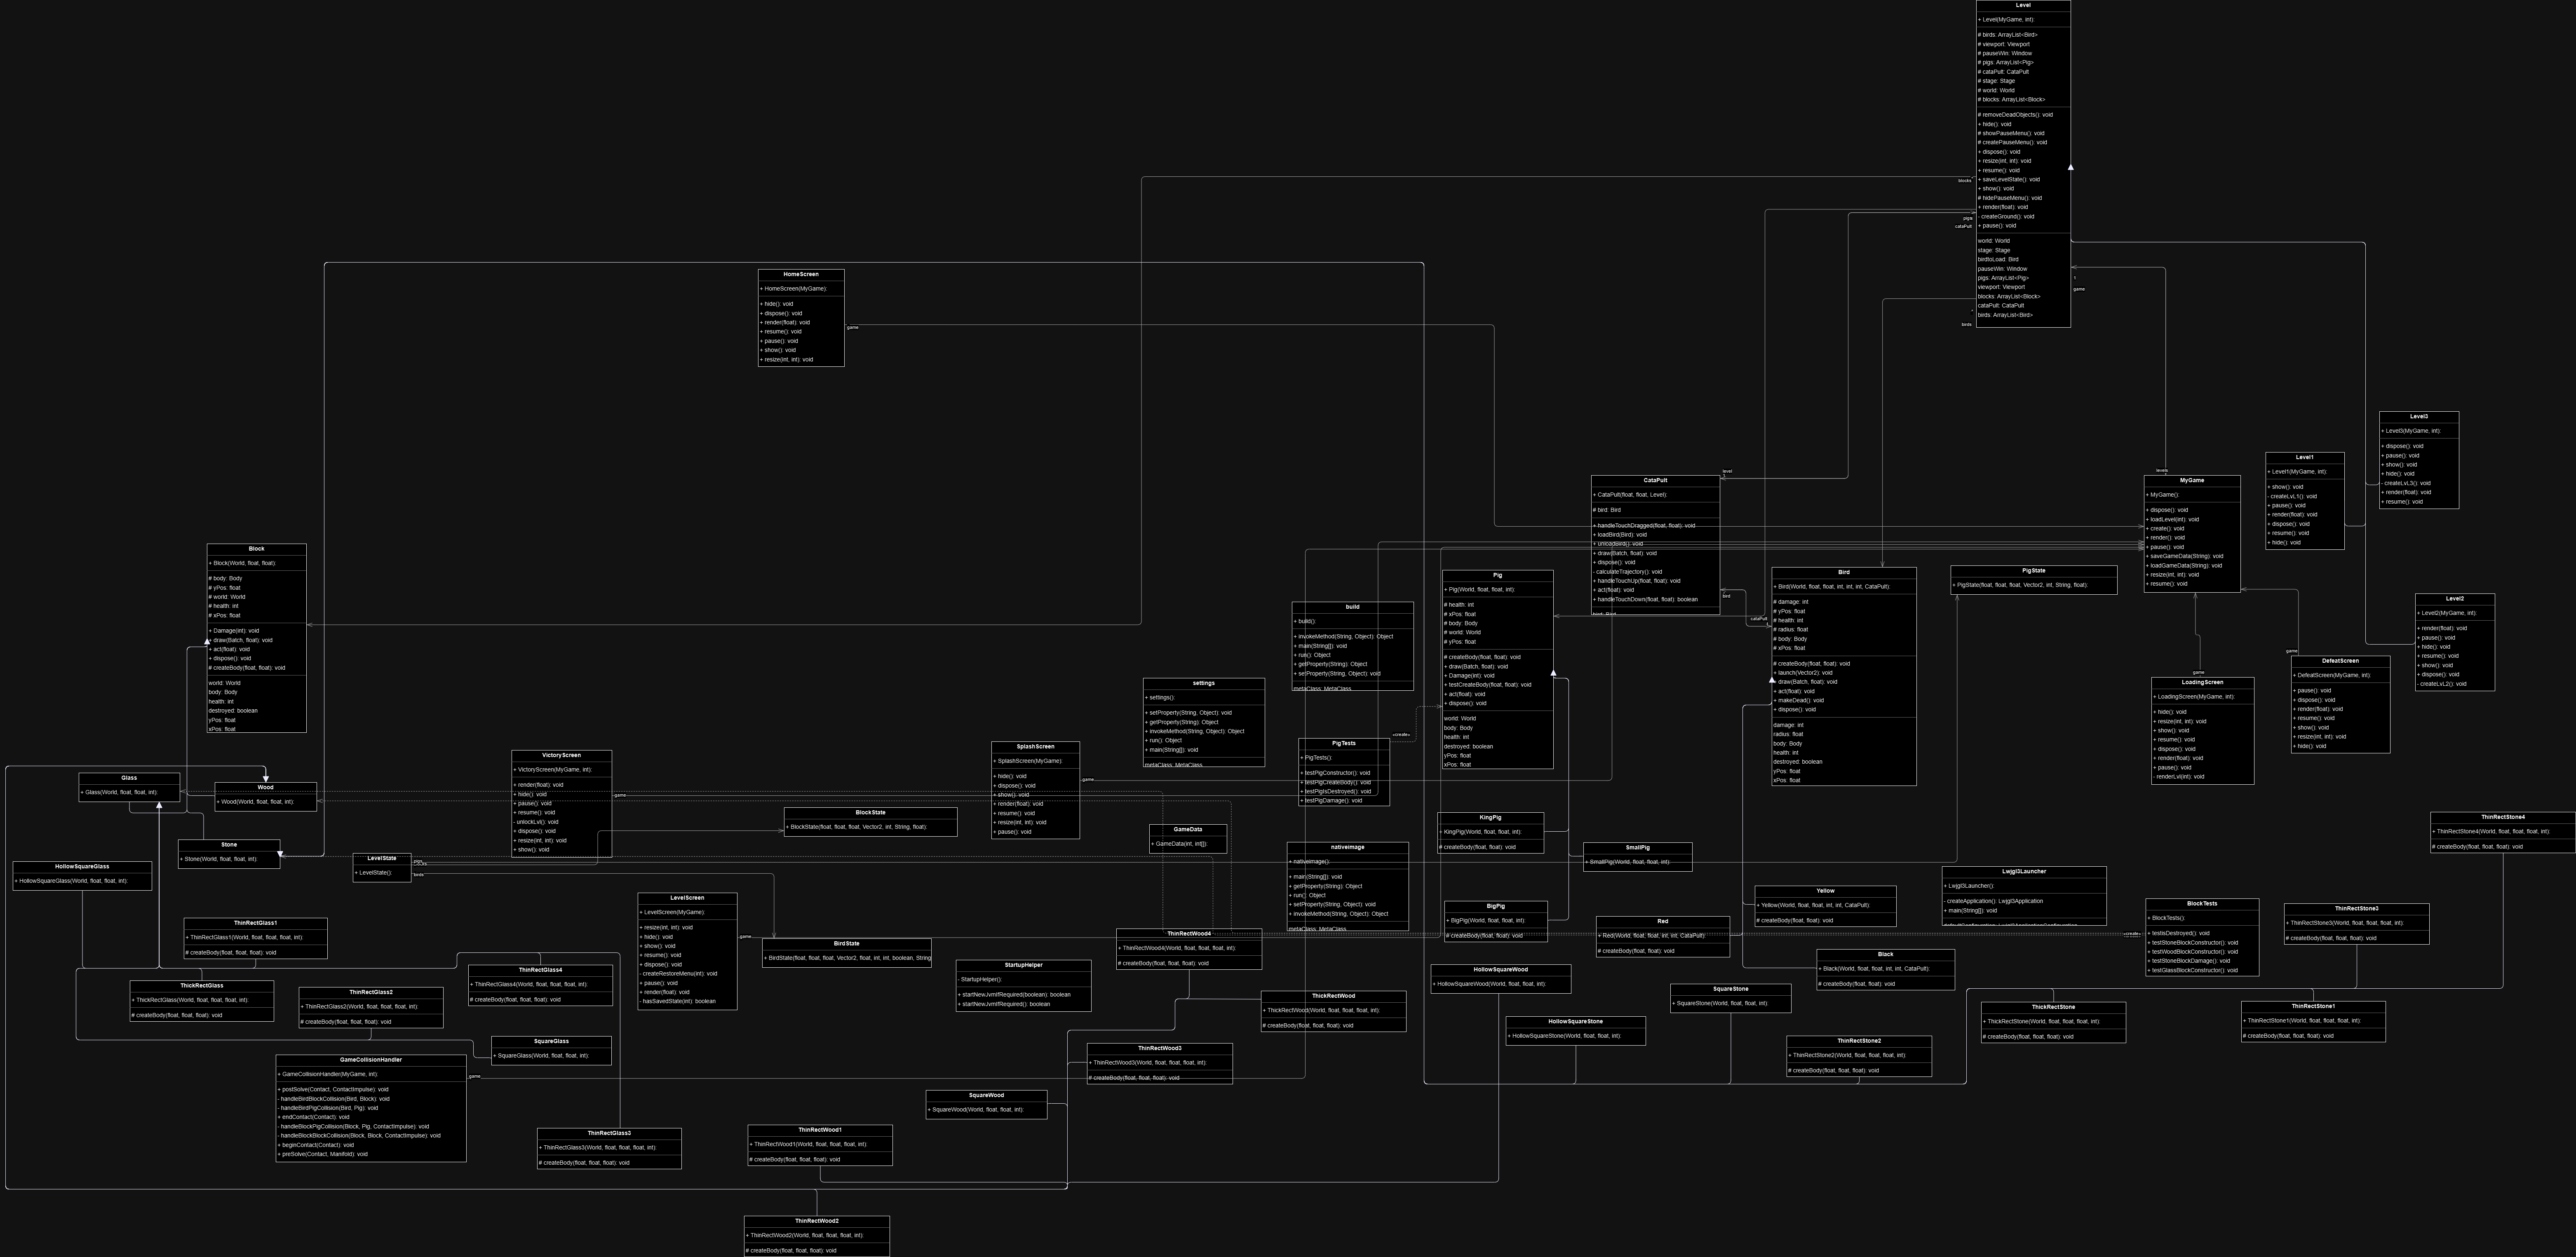 Level
+ Level(MyGame, int):
# birds: ArrayList<Bird>
# viewport: Viewport
# pauseWin: Window
# pigs: ArrayList<Pig>
# cataPult: CataPult
# stage: Stage
# world: World
# blocks: ArrayList<Block>
# removeDeadObjects(): void
+ hide(): void
# showPauseMenu(): void
# createPauseMenu(): void
+ dispose(): void
+ resize(int, int): void
+ resume(): void
+ saveLevelState(): void
+ show(): void
# hidePauseMenu(): void
+ render(float): void
- createGround(): void
+ pause(): void
world: World
stage: Stage
birdtoLoad: Bird
pauseWin: Window
pigs: ArrayList<Pig>
viewport: Viewport
blocks: ArrayList<Block>
cataPult: CataPult
birds: ArrayList<Bird>
blocks
pigs
cataPult
birds
game
HomeScreen
+ HomeScreen(MyGame):
+ hide(): void
+ dispose(): void
+ render(float): void
+ resume(): void
+ pause(): void
+ show(): void
+ resize(int, int): void
game
Level3
+ Level3(MyGame, int):
+ dispose(): void
+ pause(): void
+ show(): void
+ hide(): void
- createLvL3(): void
+ render(float): void
+ resume(): void
Level1
+ Level1(MyGame, int):
+ show(): void
- createLvL1(): void
+ pause(): void
+ render(float): void
+ dispose(): void
+ resume(): void
+ hide(): void
level
CataPult
+ CataPult(float, float, Level):
# bird: Bird
+ handleTouchDragged(float, float): void
+ loadBird(Bird): void
+ unloadBird(): void
+ draw(Batch, float): void
+ dispose(): void
- calculateTrajectory(): void
+ handleTouchUp(float, float): void
+ act(float): void
+ handleTouchDown(float, float): boolean
bird: Bird
bird
cataPult
levels
MyGame
+ MyGame():
+ dispose(): void
+ loadLevel(int): void
+ create(): void
+ render(): void
+ pause(): void
+ saveGameData(String): void
+ loadGameData(String): void
+ resize(int, int): void
+ resume(): void
Block
+ Block(World, float, float):
# body: Body
# yPos: float
# world: World
# health: int
# xPos: float
+ Damage(int): void
+ draw(Batch, float): void
+ act(float): void
+ dispose(): void
# createBody(float, float): void
world: World
body: Body
health: int
destroyed: boolean
yPos: float
xPos: float
Pig
+ Pig(World, float, float, int):
# health: int
# xPos: float
# body: Body
# world: World
# yPos: float
# createBody(float, float): void
+ draw(Batch, float): void
+ Damage(int): void
+ testCreateBody(float, float): void
+ act(float): void
+ dispose(): void
world: World
body: Body
health: int
destroyed: boolean
yPos: float
xPos: float
Bird
+ Bird(World, float, float, int, int, int, CataPult):
# damage: int
# yPos: float
# health: int
# radius: float
# body: Body
# xPos: float
# createBody(float, float): void
+ launch(Vector2): void
+ draw(Batch, float): void
+ act(float): void
+ makeDead(): void
+ dispose(): void
damage: int
radius: float
body: Body
health: int
destroyed: boolean
yPos: float
xPos: float
PigState
+ PigState(float, float, float, Vector2, int, String, float):
Level2
+ Level2(MyGame, int):
+ render(float): void
+ pause(): void
+ hide(): void
+ resume(): void
+ show(): void
+ dispose(): void
- createLvL2(): void
build
+ build():
+ invokeMethod(String, Object): Object
+ main(String[]): void
+ run(): Object
+ getProperty(String): Object
+ setProperty(String, Object): void
metaClass: MetaClass
game
DefeatScreen
+ DefeatScreen(MyGame, int):
+ pause(): void
+ dispose(): void
+ render(float): void
+ resume(): void
+ show(): void
+ resize(int, int): void
+ hide(): void
game
LoadingScreen
+ LoadingScreen(MyGame, int):
+ hide(): void
+ resize(int, int): void
+ show(): void
+ resume(): void
+ dispose(): void
+ render(float): void
+ pause(): void
- renderLvl(int): void
settings
+ settings():
+ setProperty(String, Object): void
+ getProperty(String): Object
+ invokeMethod(String, Object): Object
+ run(): Object
+ main(String[]): void
metaClass: MetaClass
«create»
PigTests
+ PigTests():
+ testPigConstructor(): void
+ testPigCreateBody(): void
+ testPigIsDestroyed(): void
+ testPigDamage(): void
SplashScreen
+ SplashScreen(MyGame):
+ hide(): void
+ dispose(): void
+ show(): void
+ render(float): void
+ resume(): void
+ resize(int, int): void
+ pause(): void
game
VictoryScreen
+ VictoryScreen(MyGame, int):
+ render(float): void
+ hide(): void
+ pause(): void
+ resume(): void
- unlockLvl(): void
+ dispose(): void
+ resize(int, int): void
+ show(): void
game
Glass
+ Glass(World, float, float, int):
Wood
+ Wood(World, float, float, int):
Stone
+ Stone(World, float, float, int):
BlockState
+ BlockState(float, float, float, Vector2, int, String, float):
GameData
+ GameData(int, int[]):
KingPig
+ KingPig(World, float, float, int):
# createBody(float, float): void
SmallPig
+ SmallPig(World, float, float, int):
nativeimage
+ nativeimage():
+ main(String[]): void
+ getProperty(String): Object
+ run(): Object
+ setProperty(String, Object): void
+ invokeMethod(String, Object): Object
metaClass: MetaClass
ThinRectStone4
+ ThinRectStone4(World, float, float, float, int):
# createBody(float, float, float): void
LevelState
+ LevelState():
pigs
birds
HollowSquareGlass
+ HollowSquareGlass(World, float, float, int):
LevelScreen
+ LevelScreen(MyGame):
+ resize(int, int): void
+ hide(): void
+ show(): void
+ resume(): void
+ dispose(): void
- createRestoreMenu(int): void
+ pause(): void
+ render(float): void
- hasSavedState(int): boolean
game
BigPig
+ BigPig(World, float, float, int):
# createBody(float, float): void
Yellow
+ Yellow(World, float, float, int, int, CataPult):
# createBody(float, float): void
Lwjgl3Launcher
+ Lwjgl3Launcher():
- createApplication(): Lwjgl3Application
+ main(String[]): void
defaultConfiguration: Lwjgl3ApplicationConfiguration
BlockTests
+ BlockTests():
+ testIsDestroyed(): void
+ testStoneBlockConstructor(): void
+ testWoodBlockConstructor(): void
+ testStoneBlockDamage(): void
+ testGlassBlockConstructor(): void
«create»
ThinRectStone3
+ ThinRectStone3(World, float, float, float, int):
# createBody(float, float, float): void
ThinRectGlass1
+ ThinRectGlass1(World, float, float, float, int):
# createBody(float, float, float): void
Red
+ Red(World, float, float, int, int, CataPult):
# createBody(float, float): void
ThinRectWood4
+ ThinRectWood4(World, float, float, float, int):
# createBody(float, float, float): void
BirdState
+ BirdState(float, float, float, Vector2, float, int, int, boolean, String
Black
+ Black(World, float, float, int, int, CataPult):
# createBody(float, float): void
StartupHelper
- StartupHelper():
+ startNewJvmIfRequired(boolean): boolean
+ startNewJvmIfRequired(): boolean
ThinRectGlass4
+ ThinRectGlass4(World, float, float, float, int):
# createBody(float, float, float): void
HollowSquareWood
+ HollowSquareWood(World, float, float, int):
ThickRectGlass
+ ThickRectGlass(World, float, float, float, int):
# createBody(float, float, float): void
ThinRectGlass2
+ ThinRectGlass2(World, float, float, float, int):
# createBody(float, float, float): void
SquareStone
+ SquareStone(World, float, float, int):
ThickRectWood
+ ThickRectWood(World, float, float, float, int):
# createBody(float, float, float): void
ThickRectStone
+ ThickRectStone(World, float, float, float, int):
# createBody(float, float, float): void
ThinRectStone1
+ ThinRectStone1(World, float, float, float, int):
# createBody(float, float, float): void
HollowSquareStone
+ HollowSquareStone(World, float, float, int):
ThinRectStone2
+ ThinRectStone2(World, float, float, float, int):
# createBody(float, float, float): void
SquareGlass
+ SquareGlass(World, float, float, int):
ThinRectWood3
+ ThinRectWood3(World, float, float, float, int):
# createBody(float, float, float): void
GameCollisionHandler
+ GameCollisionHandler(MyGame, int):
+ postSolve(Contact, ContactImpulse): void
- handleBirdBlockCollision(Bird, Block): void
- handleBirdPigCollision(Bird, Pig): void
+ endContact(Contact): void
- handleBlockPigCollision(Block, Pig, ContactImpulse): void
- handleBlockBlockCollision(Block, Block, ContactImpulse): void
+ beginContact(Contact): void
+ preSolve(Contact, Manifold): void
game
SquareWood
+ SquareWood(World, float, float, int):
ThinRectWood1
+ ThinRectWood1(World, float, float, float, int):
# createBody(float, float, float): void
ThinRectGlass3
+ ThinRectGlass3(World, float, float, float, int):
# createBody(float, float, float): void
ThinRectWood2
+ ThinRectWood2(World, float, float, float, int):
# createBody(float, float, float): void